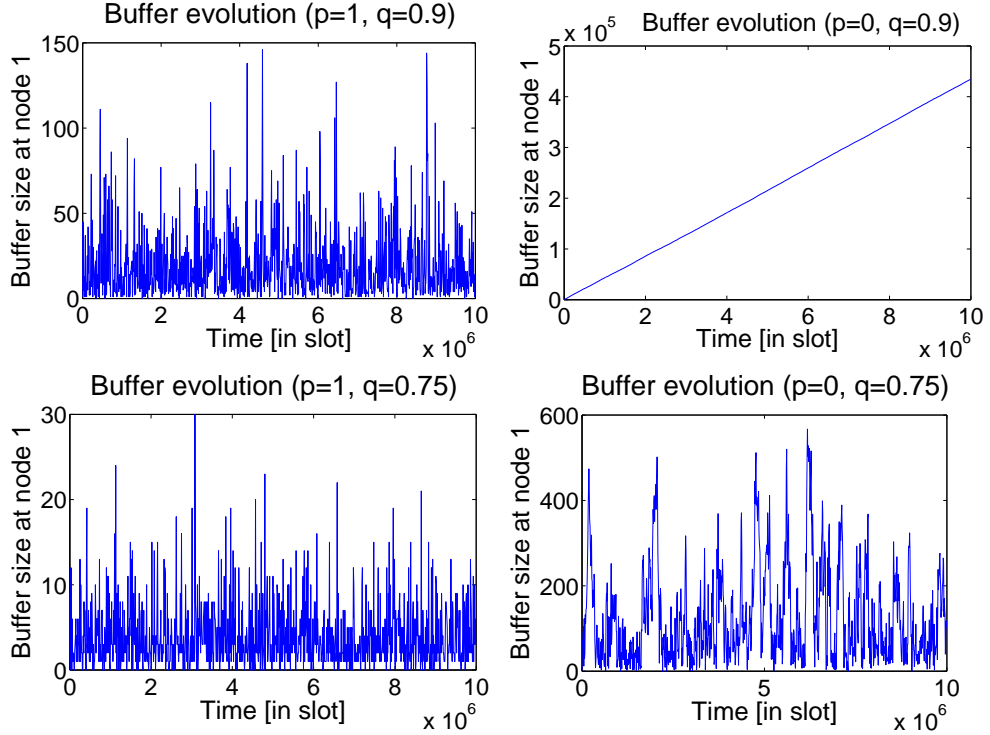 Buffer evolution (p=1, q=0.9)
150
100
50
0
Buffer size at node 1
0 2 4 6 8 10
Time [in slot]
x 10^6
Buffer evolution (p=0, q=0.9)
x 10^5
5
4
3
2
1
0
Buffer size at node 1
0 2 4 6 8 10
Time [in slot]
x 10^6
Buffer evolution (p=1, q=0.75)
30
20
10
0
Buffer size at node 1
0 2 4 6 8 10
Time [in slot]
x 10^6
Buffer evolution (p=0, q=0.75)
600
400
200
0
Buffer size at node 1
0 5 10
Time [in slot]
x 10^6